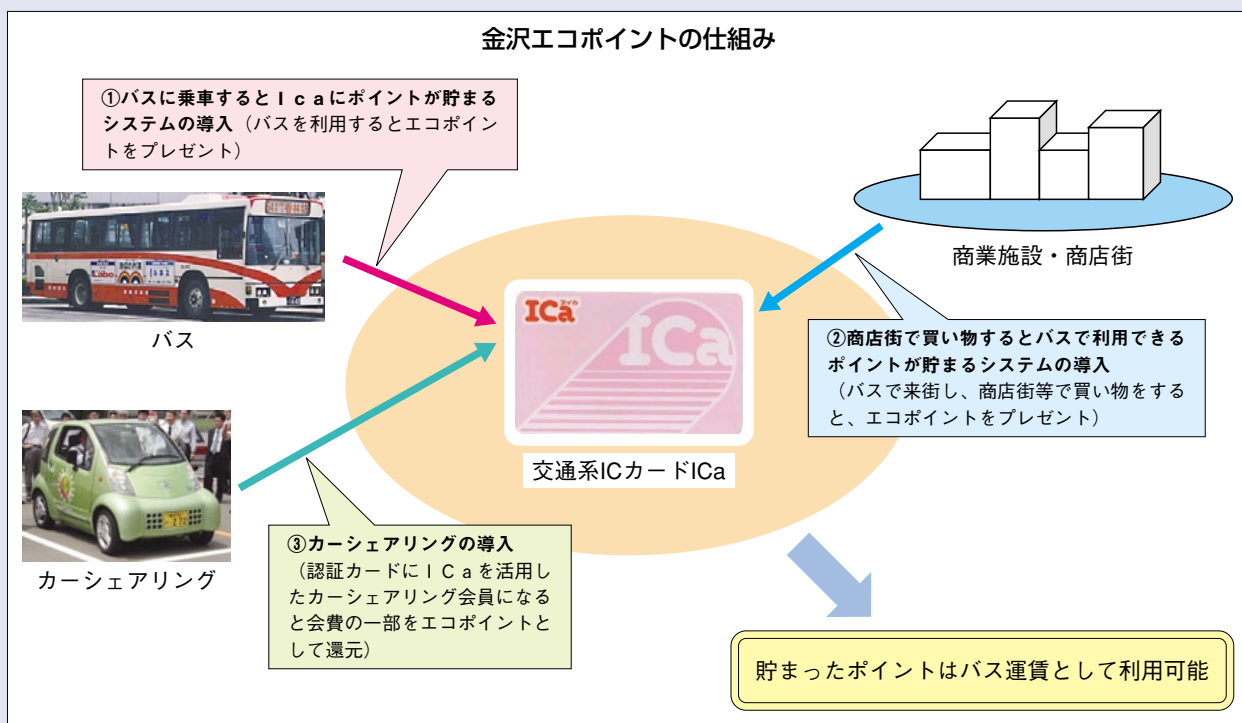 金沢エコポイントの仕組み
①バスに乗車するとＩｃａにポイントが貯まる
システムの導入（バスを利用するとエコポイン
トをプレゼント）
バス
商業施設・商店街
ICa
アイカ
ICa
交通系ICカードICa
②商店街で買い物するとバスで利用できる
ポイントが貯まるシステムの導入
（バスで来街し、商店街等で買い物をする
と、エコポイントをプレゼント）
カーシェアリング
③カーシェアリングの導入
（認証カードにＩＣａを活用し
たカーシェアリング会員になる
と会費の一部をエコポイントと
して還元）
貯まったポイントはバス運賃として利用可能